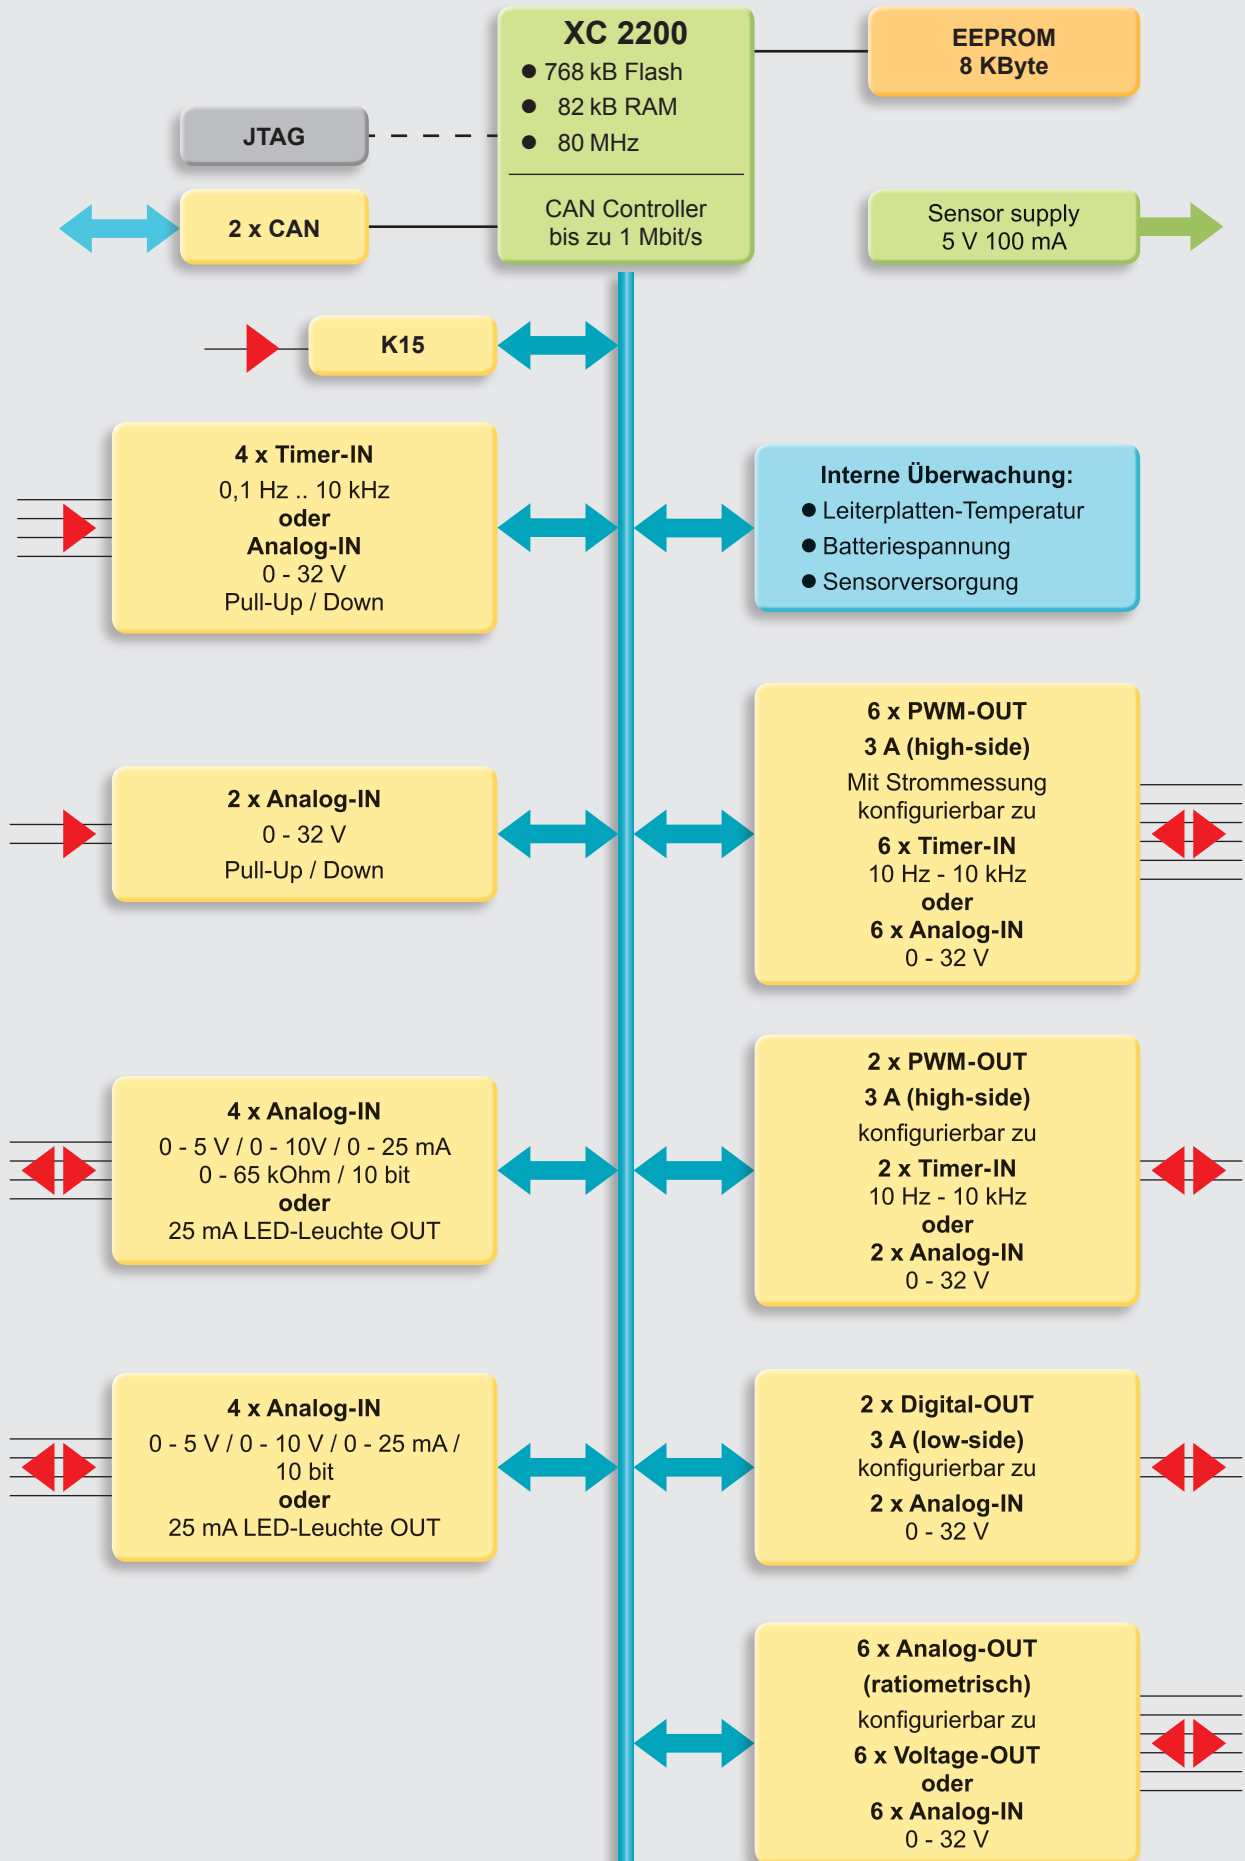 XC 2200
● 768 kB Flash
● 82 kB RAM
● 80 MHz
CAN Controller
bis zu 1 Mbit/s
EEPROM
8 KByte
JTAG
2 x CAN
Sensor supply
5 V 100 mA
K15
4 x Timer-IN
0,1 Hz .. 10 kHz
oder
Analog-IN
0 - 32 V
Pull-Up / Down
Interne Überwachung:
● Leiterplatten-Temperatur
● Batteriespannung
● Sensorversorgung
2 x Analog-IN
0 - 32 V
Pull-Up / Down
6 x PWM-OUT
3 A (high-side)
Mit Strommessung
konfigurierbar zu
6 x Timer-IN
10 Hz - 10 kHz
oder
6 x Analog-IN
0 - 32 V
4 x Analog-IN
0 - 5 V / 0 - 10V / 0 - 25 mA
0 - 65 kOhm / 10 bit
oder
25 mA LED-Leuchte OUT
2 x PWM-OUT
3 A (high-side)
konfigurierbar zu
2 x Timer-IN
10 Hz - 10 kHz
oder
2 x Analog-IN
0 - 32 V
4 x Analog-IN
0 - 5 V / 0 - 10 V / 0 - 25 mA /
10 bit
oder
25 mA LED-Leuchte OUT
2 x Digital-OUT
3 A (low-side)
konfigurierbar zu
2 x Analog-IN
0 - 32 V
6 x Analog-OUT
(ratiometrisch)
konfigurierbar zu
6 x Voltage-OUT
oder
6 x Analog-IN
0 - 32 V